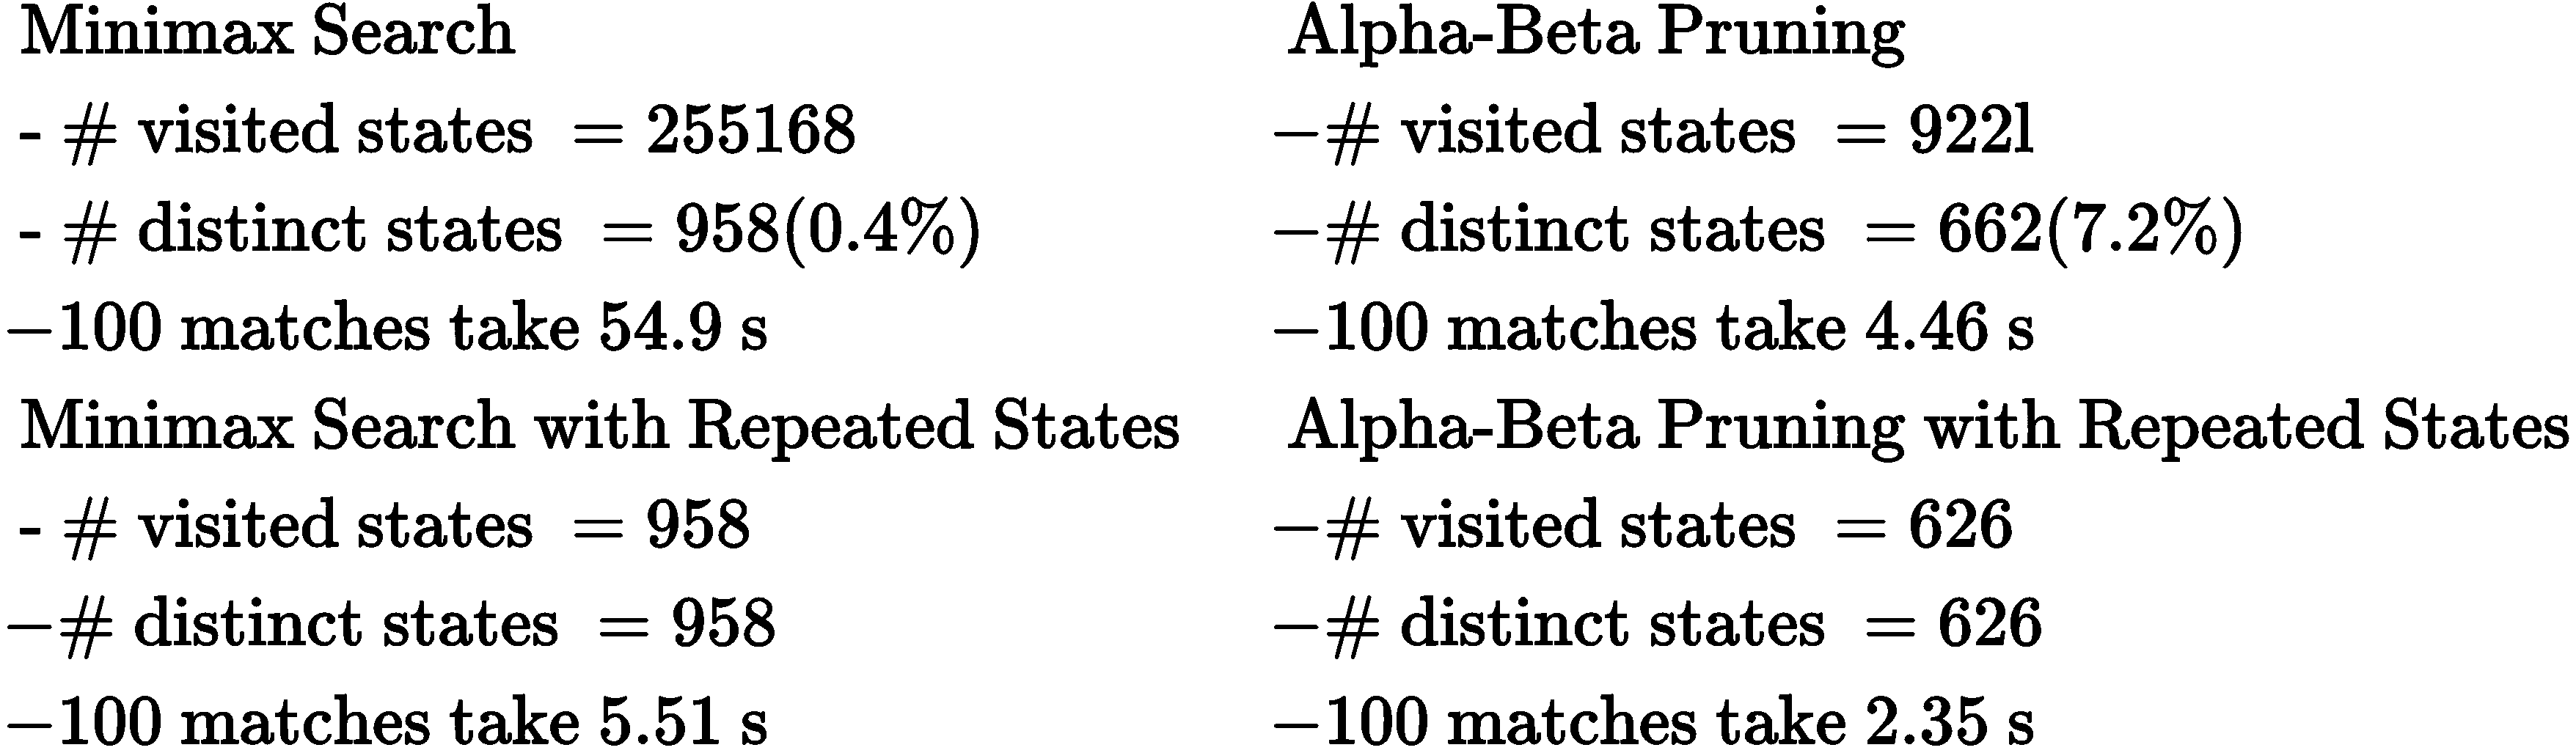 Minimax Search
- # visited states = 255168
- # distinct states = 958(0.4%)
−100 matches take 54.9 s
Minimax Search with Repeated States
- # visited states = 958
−# distinct states = 958
−100 matches take 5.51 s
Alpha-Beta Pruning
−# visited states = 922l
−# distinct states = 662(7.2%)
−100 matches take 4.46 s
Alpha-Beta Pruning with Repeated States
−# visited states = 626
−# distinct states = 626
−100 matches take 2.35 s